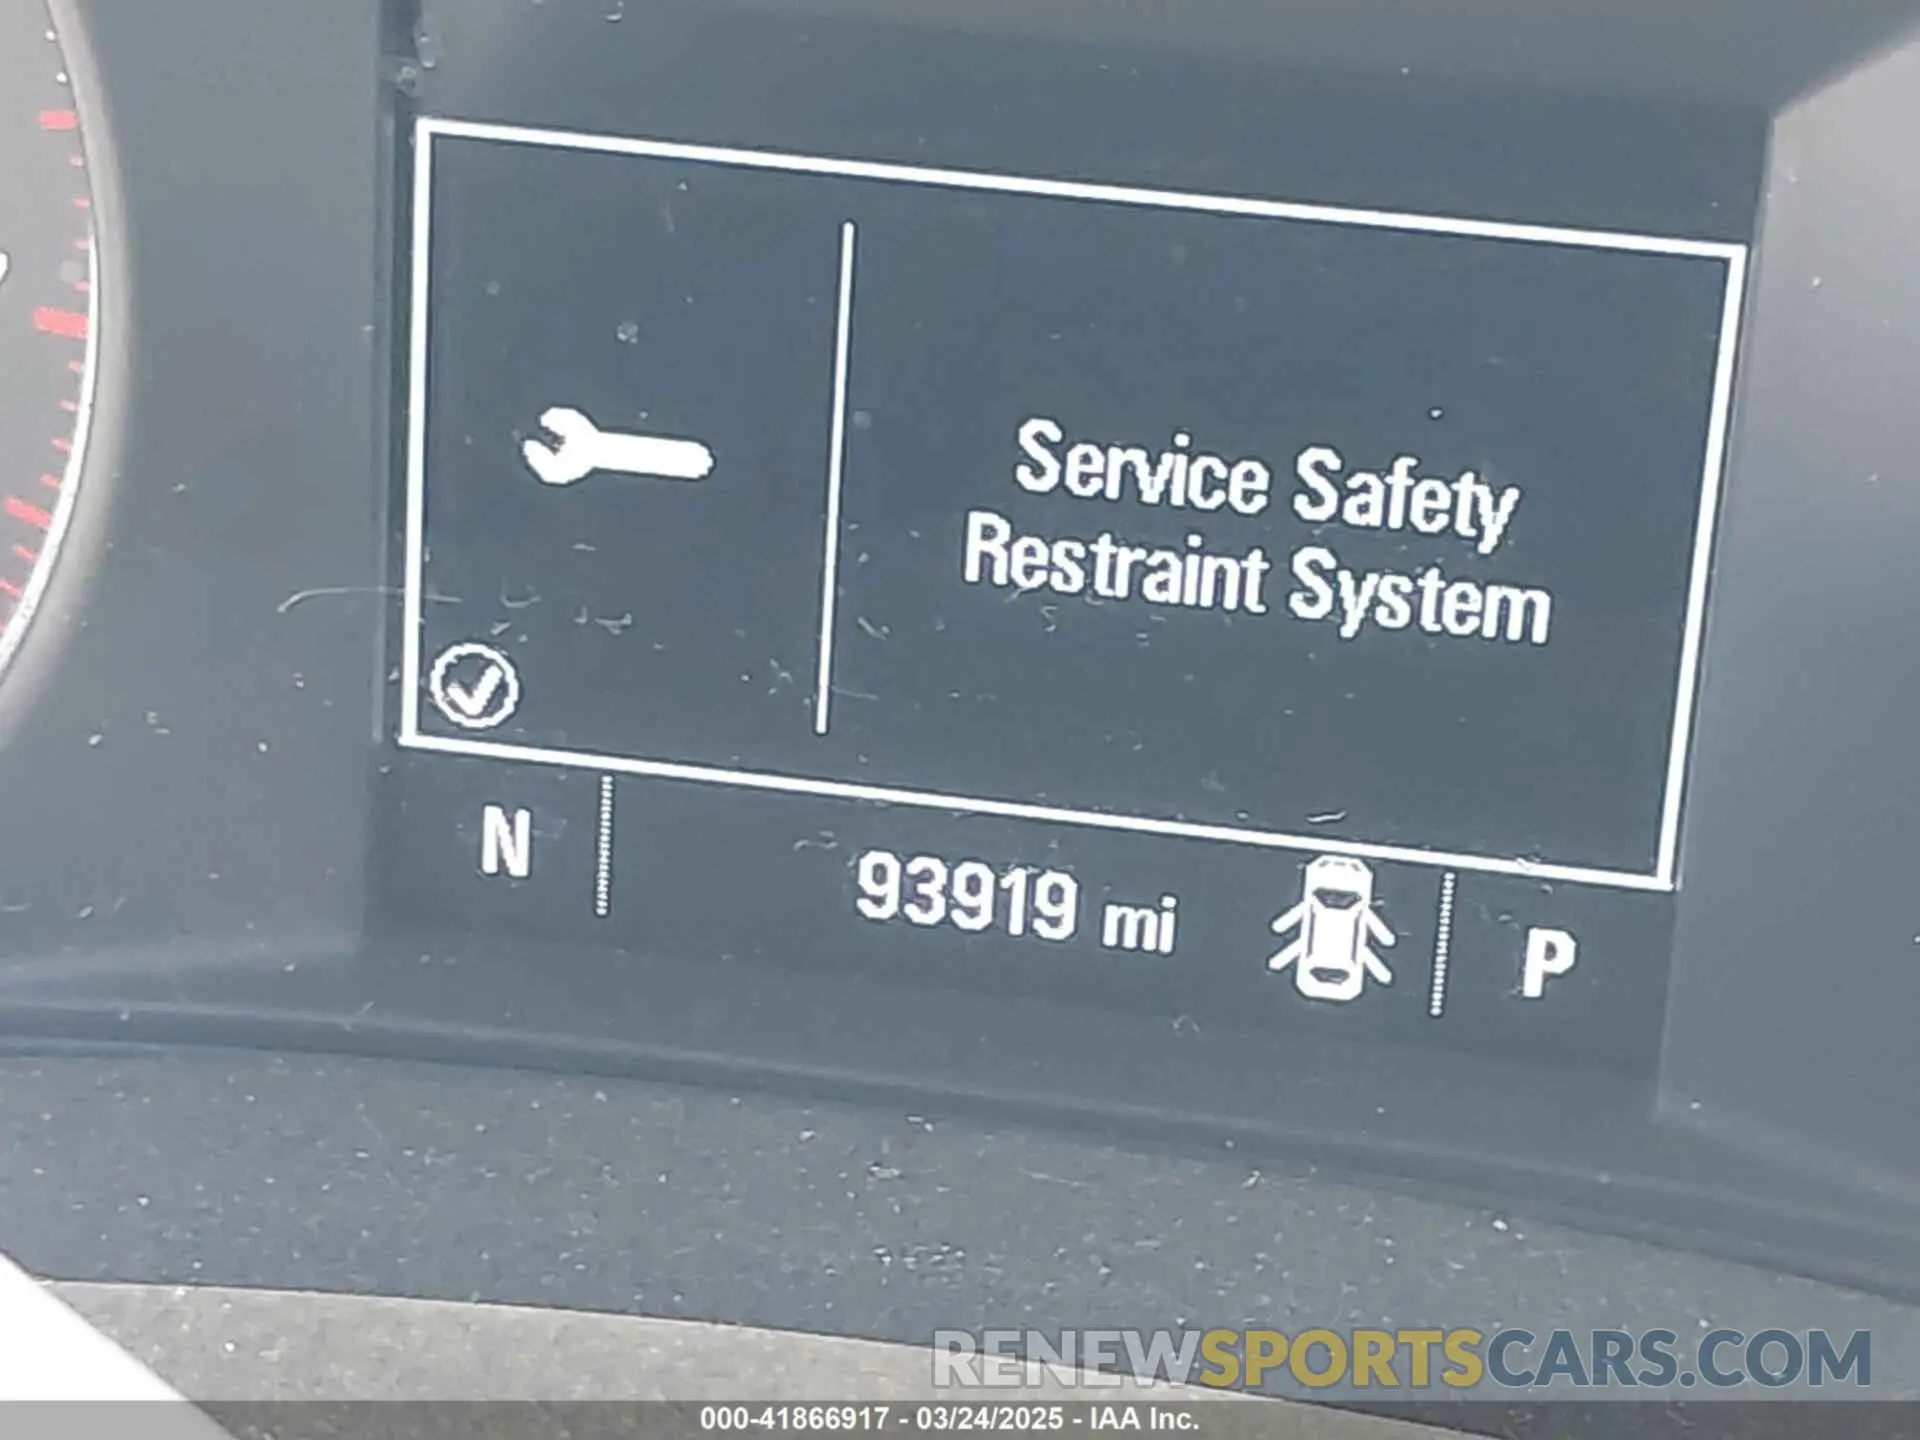 Service Safety
Restraint System
N 93919 mi P
RENEWSPORTSCARS.COM
000-41866917 - 03/24/2025 - IAA Inc.